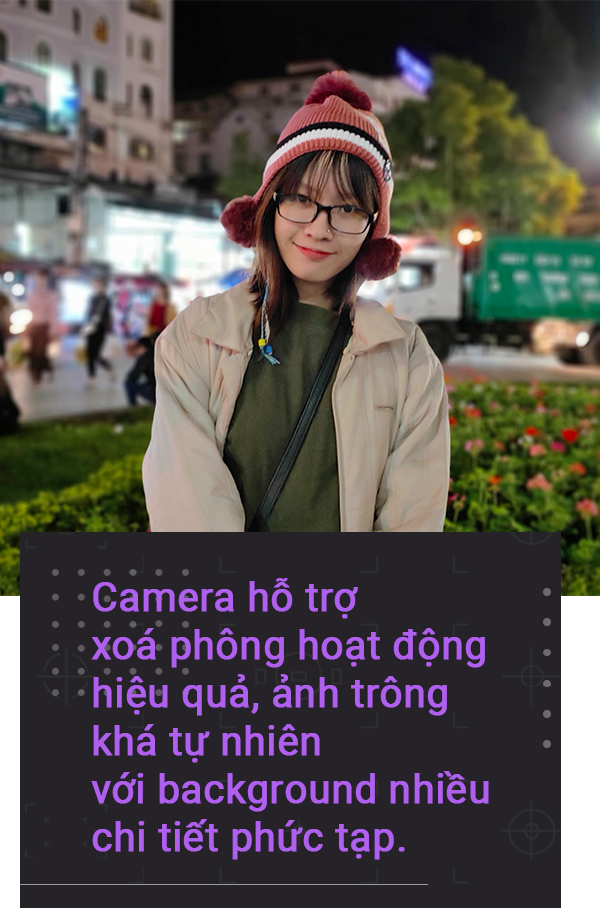 Camera hỗ trợ
xoá phông hoạt động
hiệu quả, ảnh trông
khá tự nhiên
với background nhiều
chi tiết phức tạp.